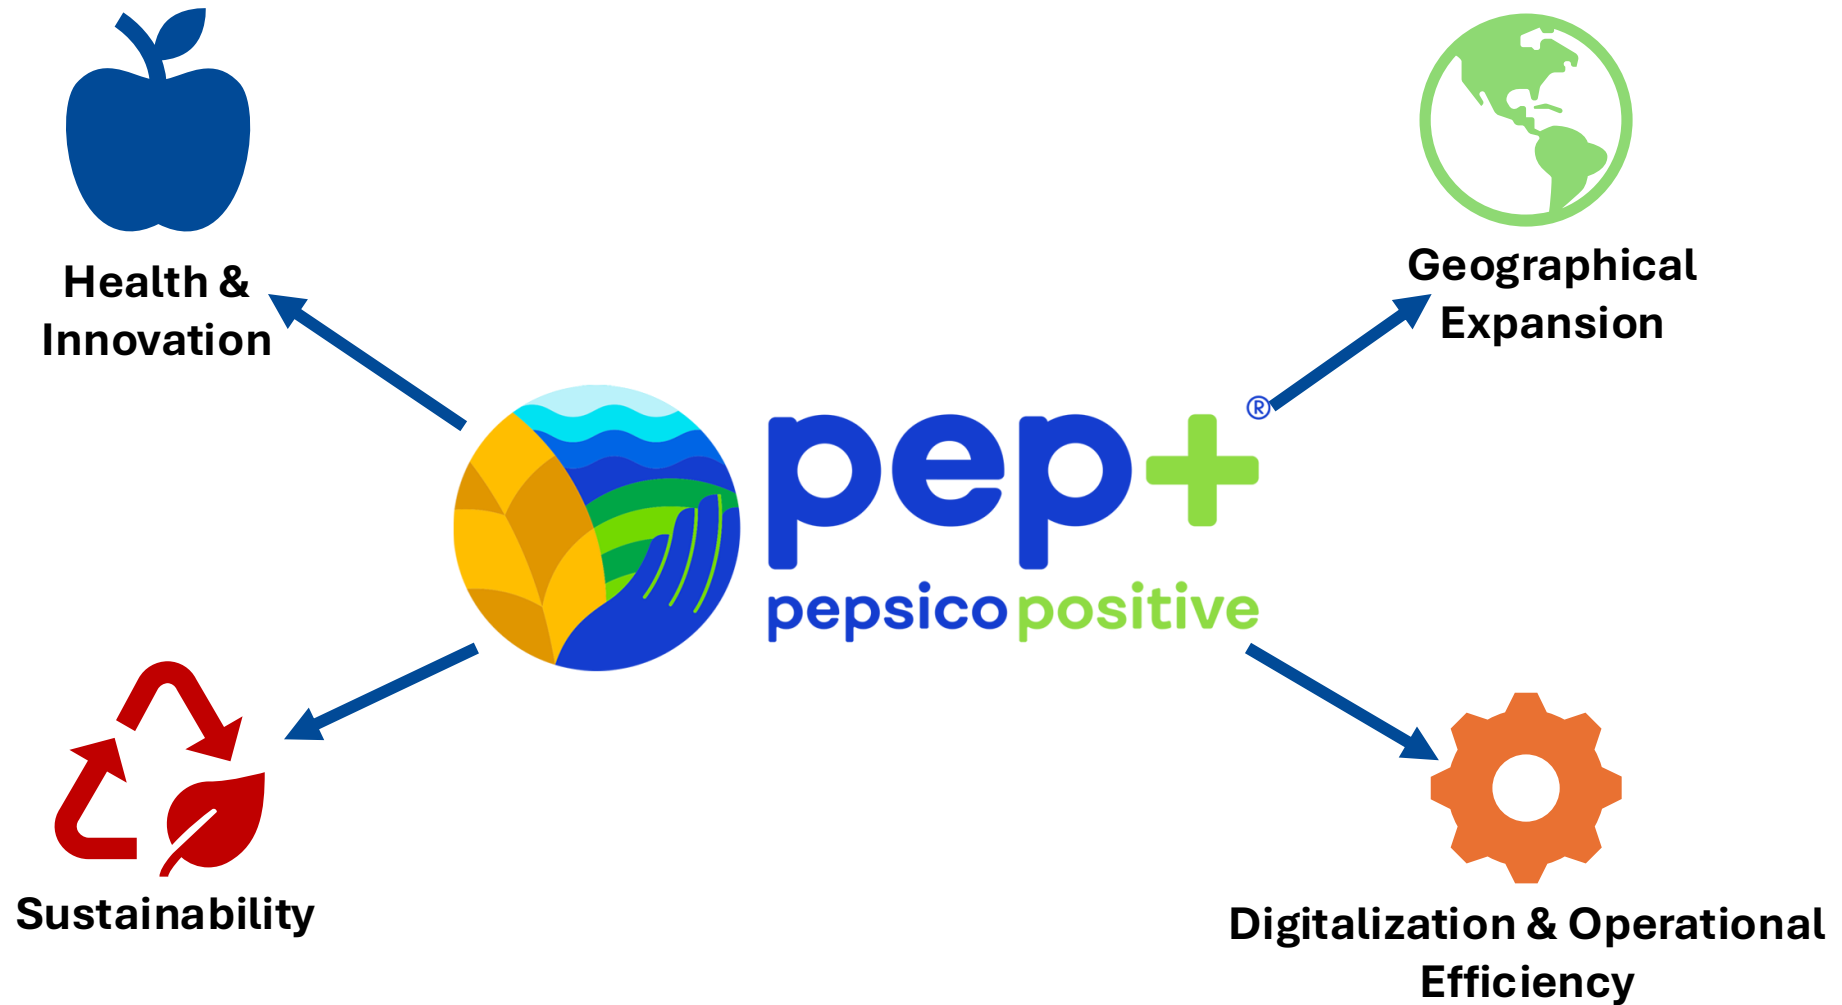 Health &
Innovation
Geographical
Expansion
pep+®
pepsico positive
Sustainability
Digitalization & Operational
Efficiency